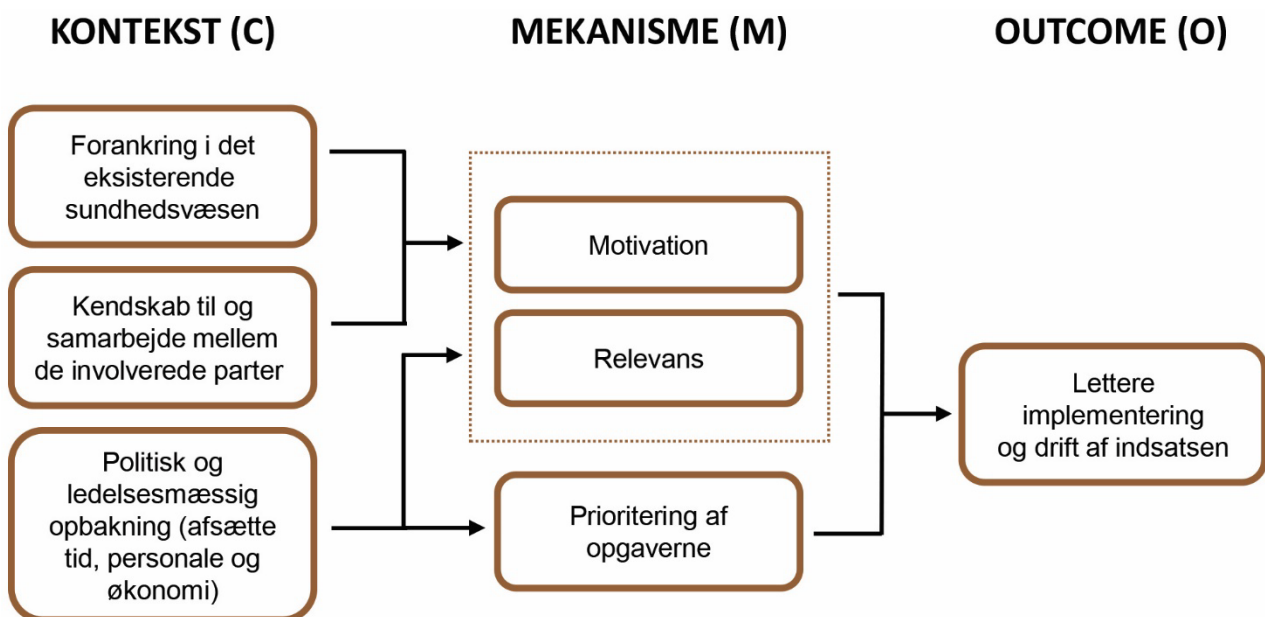 KONTEKST (C)
MEKANISME (M)
OUTCOME (O)
Forankring i det
eksisterende
sundhedsvæsen
Kendskab til og
samarbejde mellem
de involverede parter
Politisk og
ledelsesmæssig
opbakning (afsætte
tid, personale og
økonomi)
Motivation
Relevans
Prioritering af
opgaverne
Lettere
implementering
og drift af indsatsen